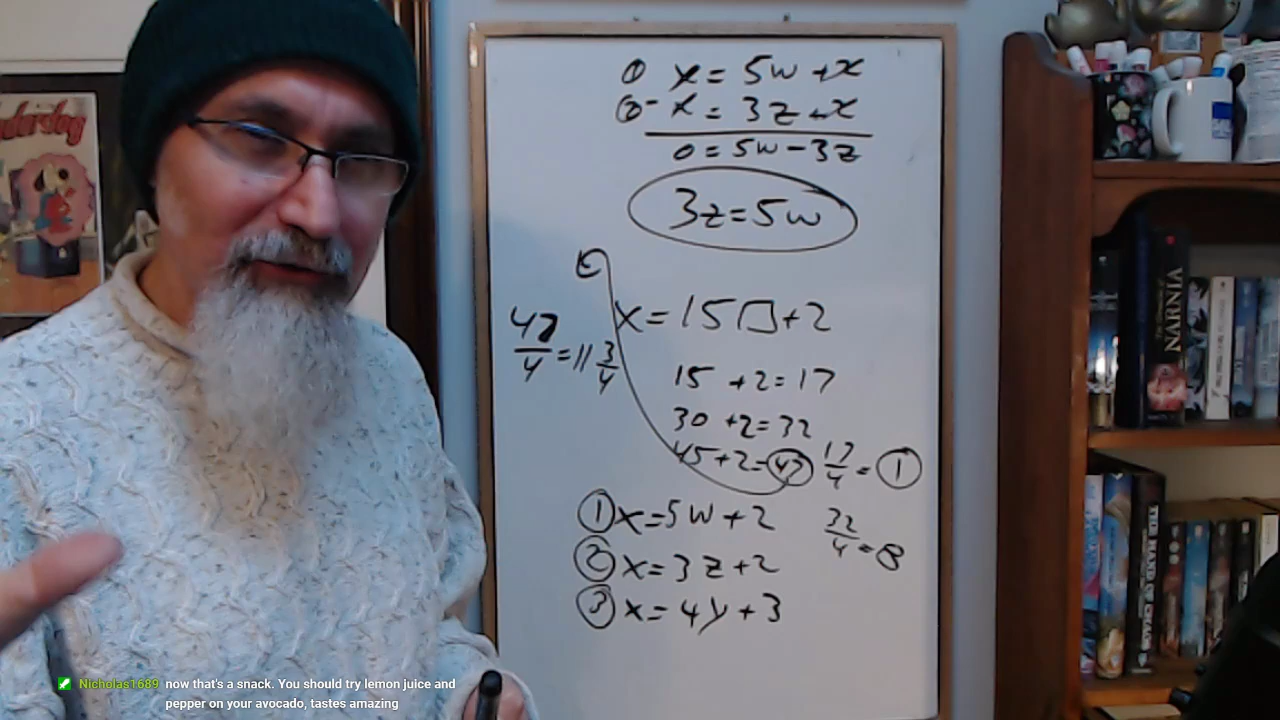 ① x = 5w + x
② - x = 3z + x
0 = 5w - 3z
3z = 5w
x = 15□ + 2
47/4 = 11 3/4
15 + 2 = 17
30 + 2 = 32
45 + 2 = 47
17/4 = 1
32/4 = 8
① x = 5w + 2
② x = 3z + 2
③ x = 4y + 3
NARNIA
Nicholas1689 now that's a snack. You should try lemon juice and
pepper on your avocado, tastes amazing